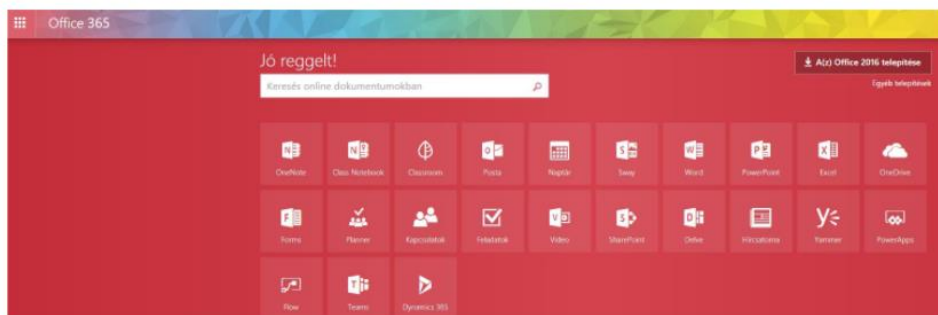 Office 365
Jó reggelt!
A(z) Office 2016 telepítése
Keresés online dokumentumokban
Egyéb telepítések
OneNote Class Notebook Classroom Posta Naptár Sway Word PowerPoint Excel OneDrive
Forms Planner Kapcsolatok Feladatok Video SharePoint Delve Hírcsatorna Yammer PowerApps
Flow Teams Dynamics 365